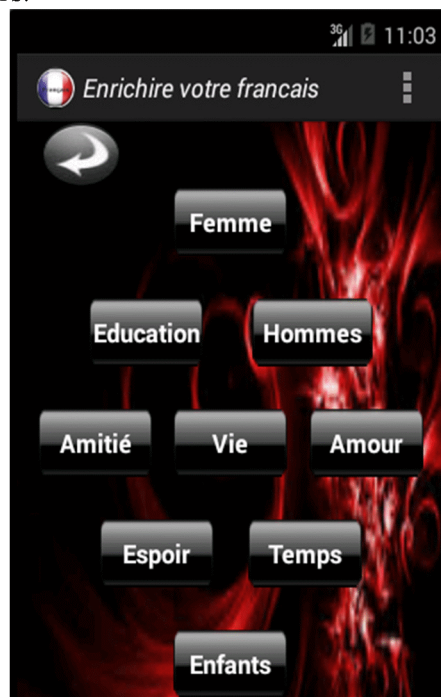 3G 11:03
Enrichire votre francais
Femme
Education Hommes
Amitié Vie Amour
Espoir Temps
Enfants